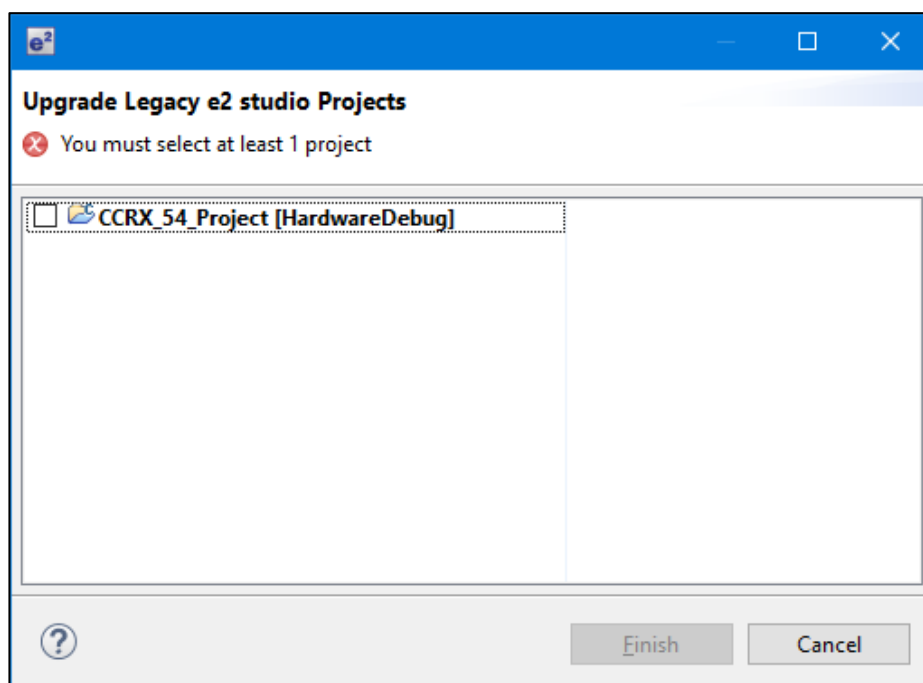 e²
Upgrade Legacy e2 studio Projects
You must select at least 1 project
CCRX_54_Project [HardwareDebug]
?
Finish
Cancel